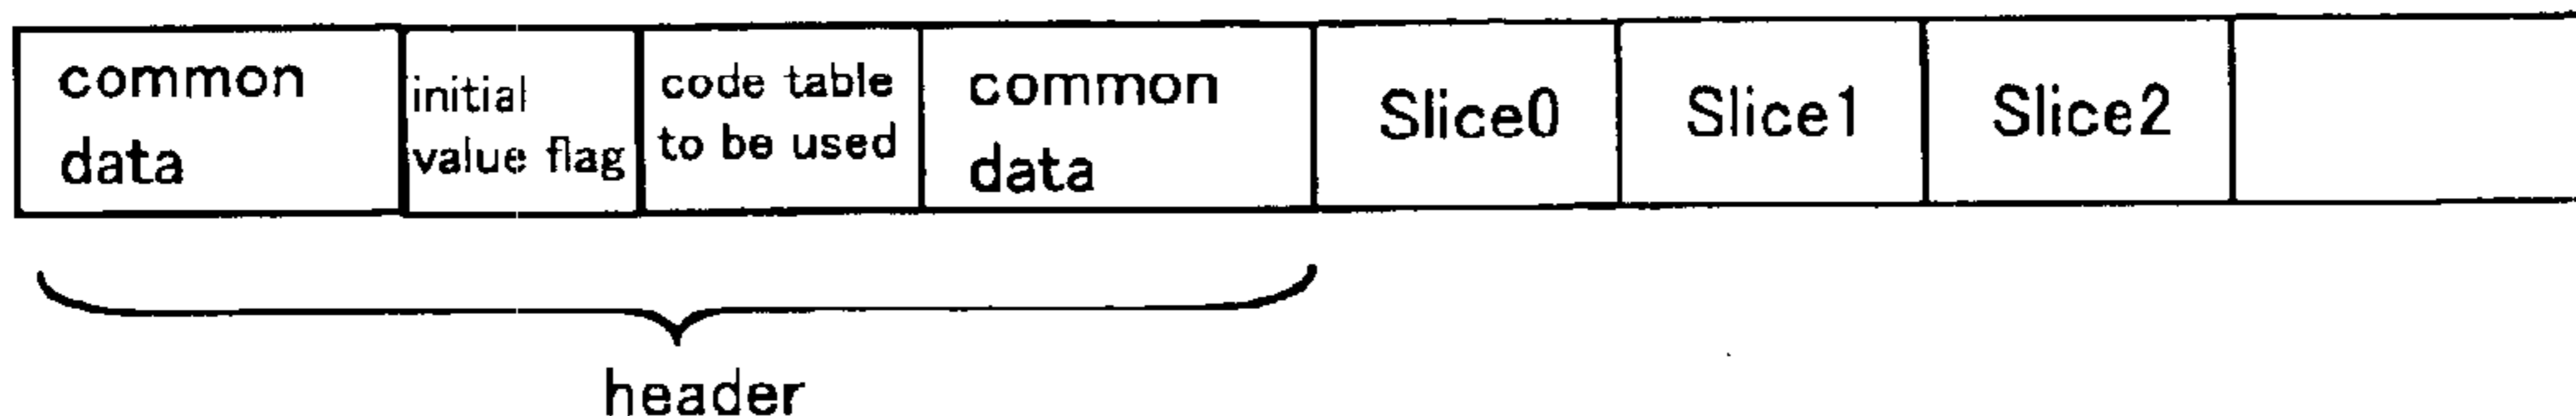 common
data
initial
value flag
code table
to be used
common
data
Slice0
Slice1
Slice2
header